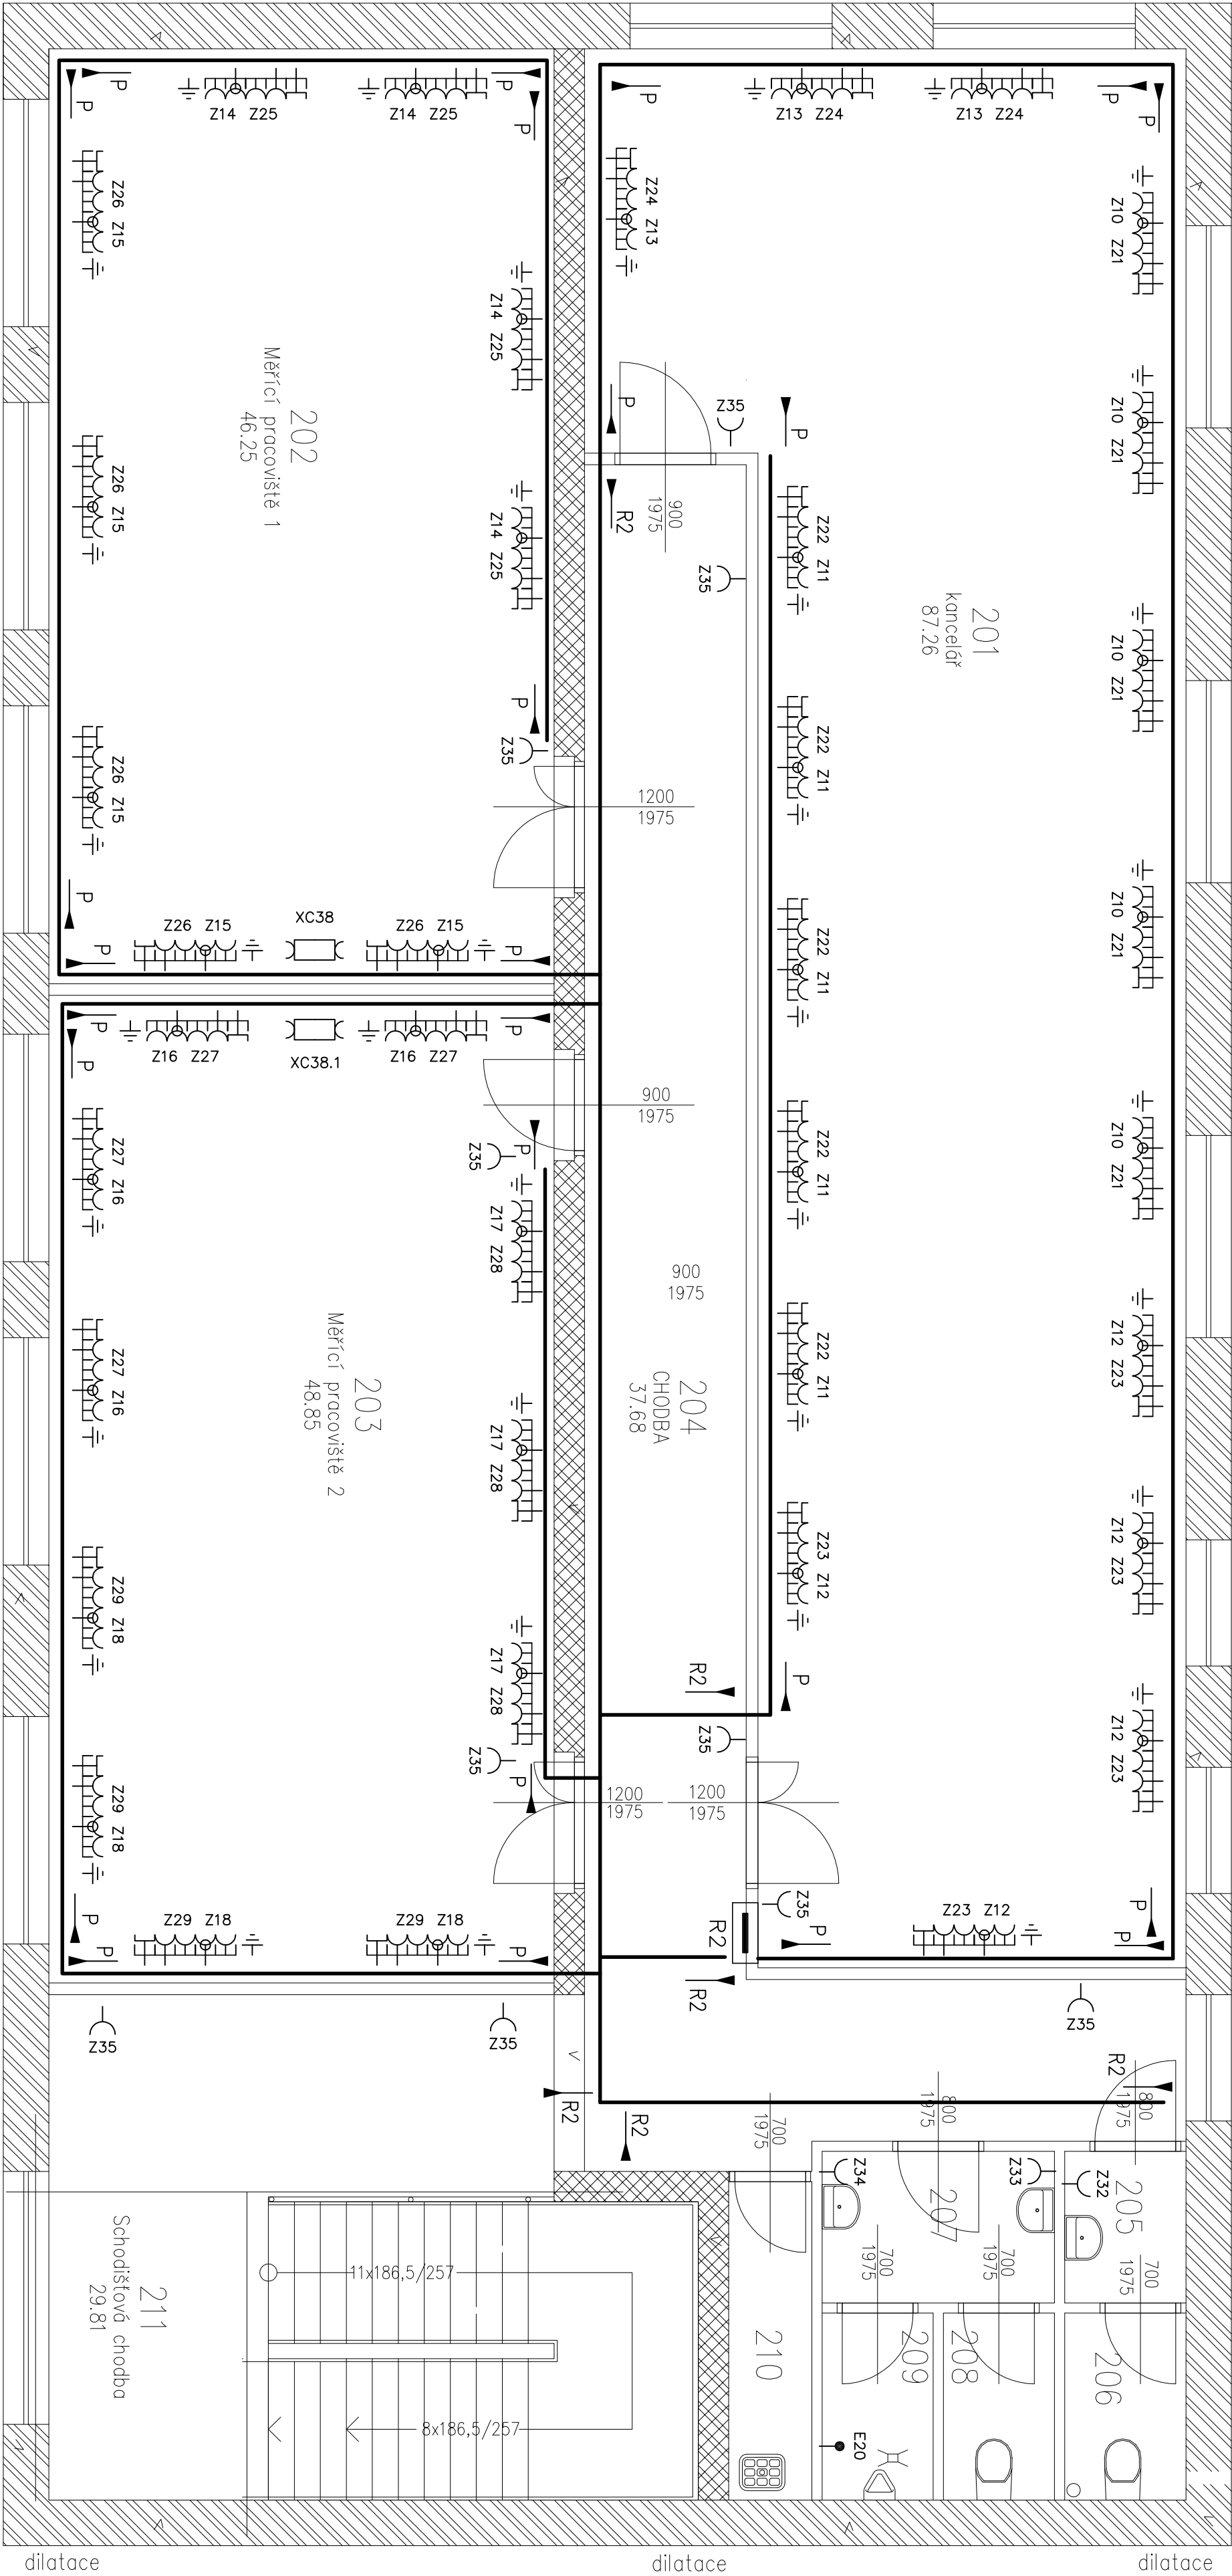 P
P
P
P
Z14 Z25
Z14 Z25
P
P
P
Z13 Z24
Z13 Z24
Z26 Z15
Z24 Z13
Z10 Z21
Z14 Z25
Z26 Z15
Z14 Z25
202
Měřící pracoviště 1
46.25
P
Z35
P
Z10 Z21
R2
900
1975
Z35
Z22 Z11
201
kancelář
87.26
Z10 Z21
P
Z35
Z26 Z15
1200
1975
Z22 Z11
P
P
Z26 Z15
XC38
Z26 Z15
P
Z22 Z11
Z10 Z21
P
P
Z16 Z27
XC38.1
Z16 Z27
P
900
1975
P
Z35
Z27 Z16
Z17 Z28
Z22 Z11
Z10 Z21
900
1975
Z27 Z16
203
Měřící pracoviště 2
48.85
Z17 Z28
204
CHODBA
37.68
Z22 Z11
Z12 Z23
Z29 Z18
Z23 Z12
Z12 Z23
Z17 Z28
R2
P
Z12 Z23
Z35
Z35
P
Z29 Z18
1200
1975
1200
1975
P
P
Z29 Z18
Z29 Z18
P
R2
Z35
P
Z23 Z12
P
P
R2
Z35
Z35
Z35
R2
R2
R2
700
1975
800
1975
800
1975
Z34
Z33
Z32
205
207
700
1975
700
1975
700
1975
211
Schodišťová chodba
29.81
11x186,5/257
8x186,5/257
210
209
208
206
E20
dilatace
dilatace
dilatace